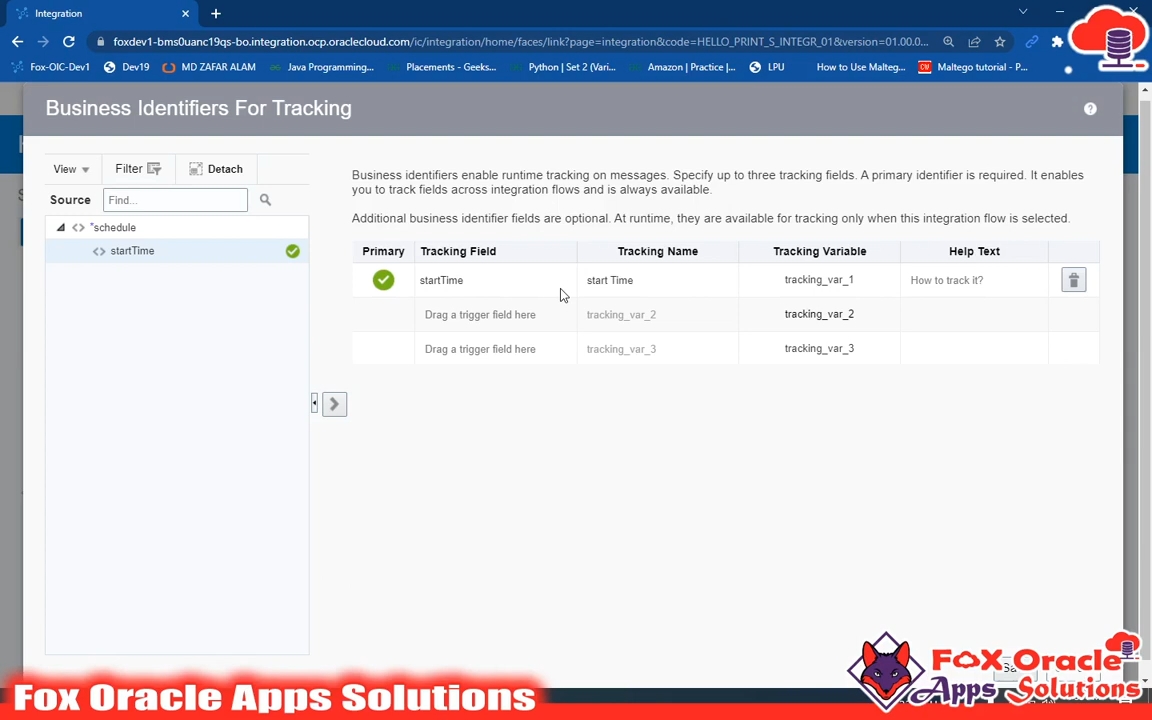 Integration
foxdev1-bms0uanc19qs-bo.integration.ocp.oraclecloud.com/ic/integration/home/faces/link?page=integration&code=HELLO_PRINT_S_INTEGR_01&version=01.00.0...
Fox-OIC-Dev1 Dev19 MD ZAFAR ALAM Java Programming... Placements - Geeks... Python | Set 2 (Vari... Amazon | Practice |... LPU How to Use Malteg... Maltego tutorial - P...
Business Identifiers For Tracking
View Filter Detach
Source Find...
*schedule
startTime
Business identifiers enable runtime tracking on messages. Specify up to three tracking fields. A primary identifier is required. It enables
you to track fields across integration flows and is always available.
Additional business identifier fields are optional. At runtime, they are available for tracking only when this integration flow is selected.
Primary Tracking Field Tracking Name Tracking Variable Help Text
startTime start Time tracking_var_1 How to track it?
Drag a trigger field here tracking_var_2 tracking_var_2
Drag a trigger field here tracking_var_3 tracking_var_3
Fox Oracle Apps Solutions
FOX Oracle
Apps Solutions